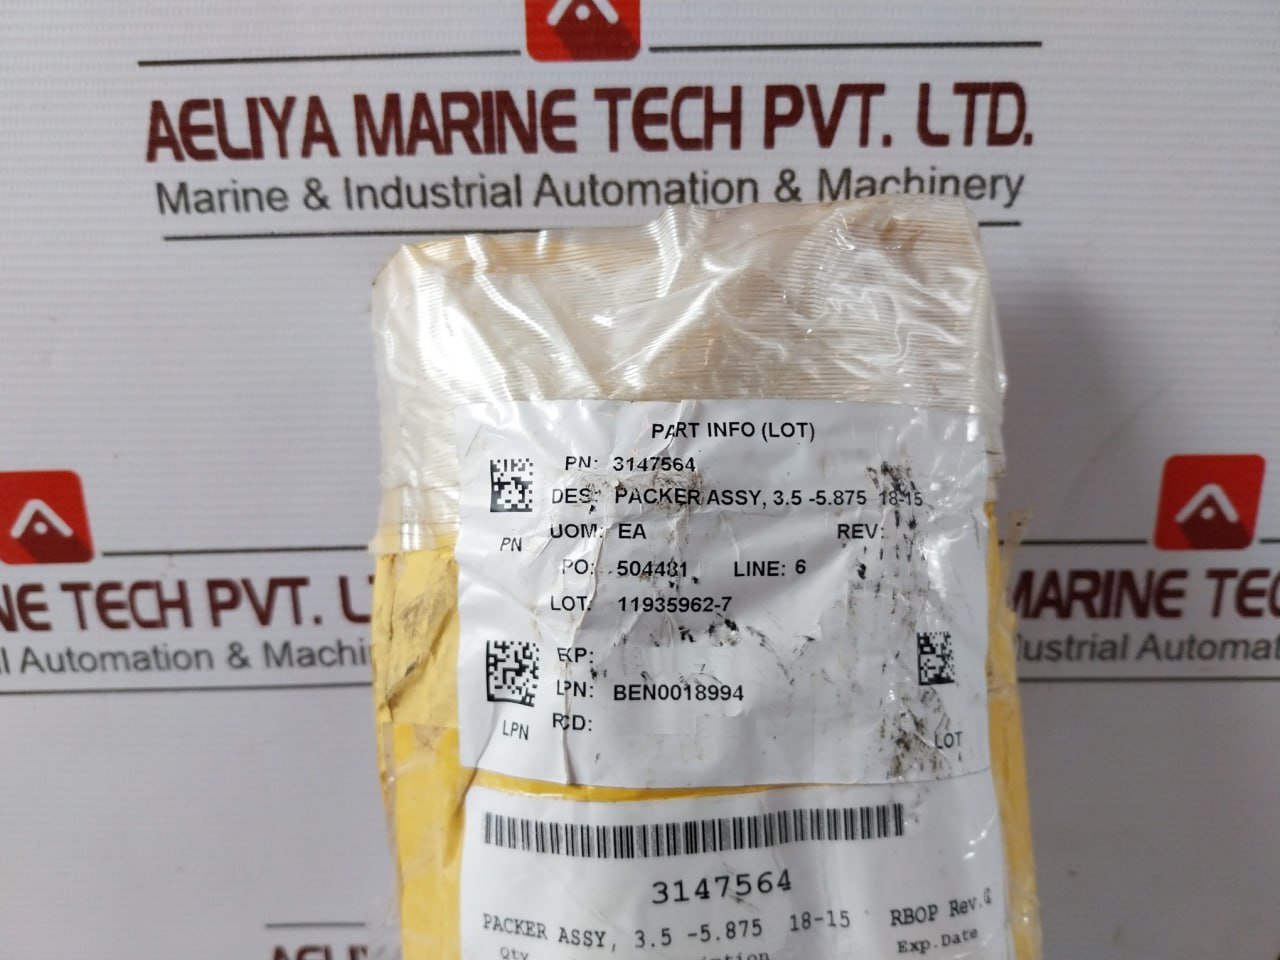 AELIYA MARINE TECH PVT. LTD.
Marine & Industrial Automation & Machinery
PART INFO (LOT)
PN: 3147564
DES: PACKER ASSY, 3.5 -5.875 18-15
PN
UOM: EA REV:
PO: 504481 LINE: 6
LOT: 11935962-7
EXP:
LPN: BEN0018994
RCD:
LPN
LOT
3147564
PACKER ASSY, 3.5 -5.875 18-15 RBOP Rev.
Qty Exp.Date
NE TECH PVT. L
l Automation & Machi
MARINE TEC
ustrial Automat